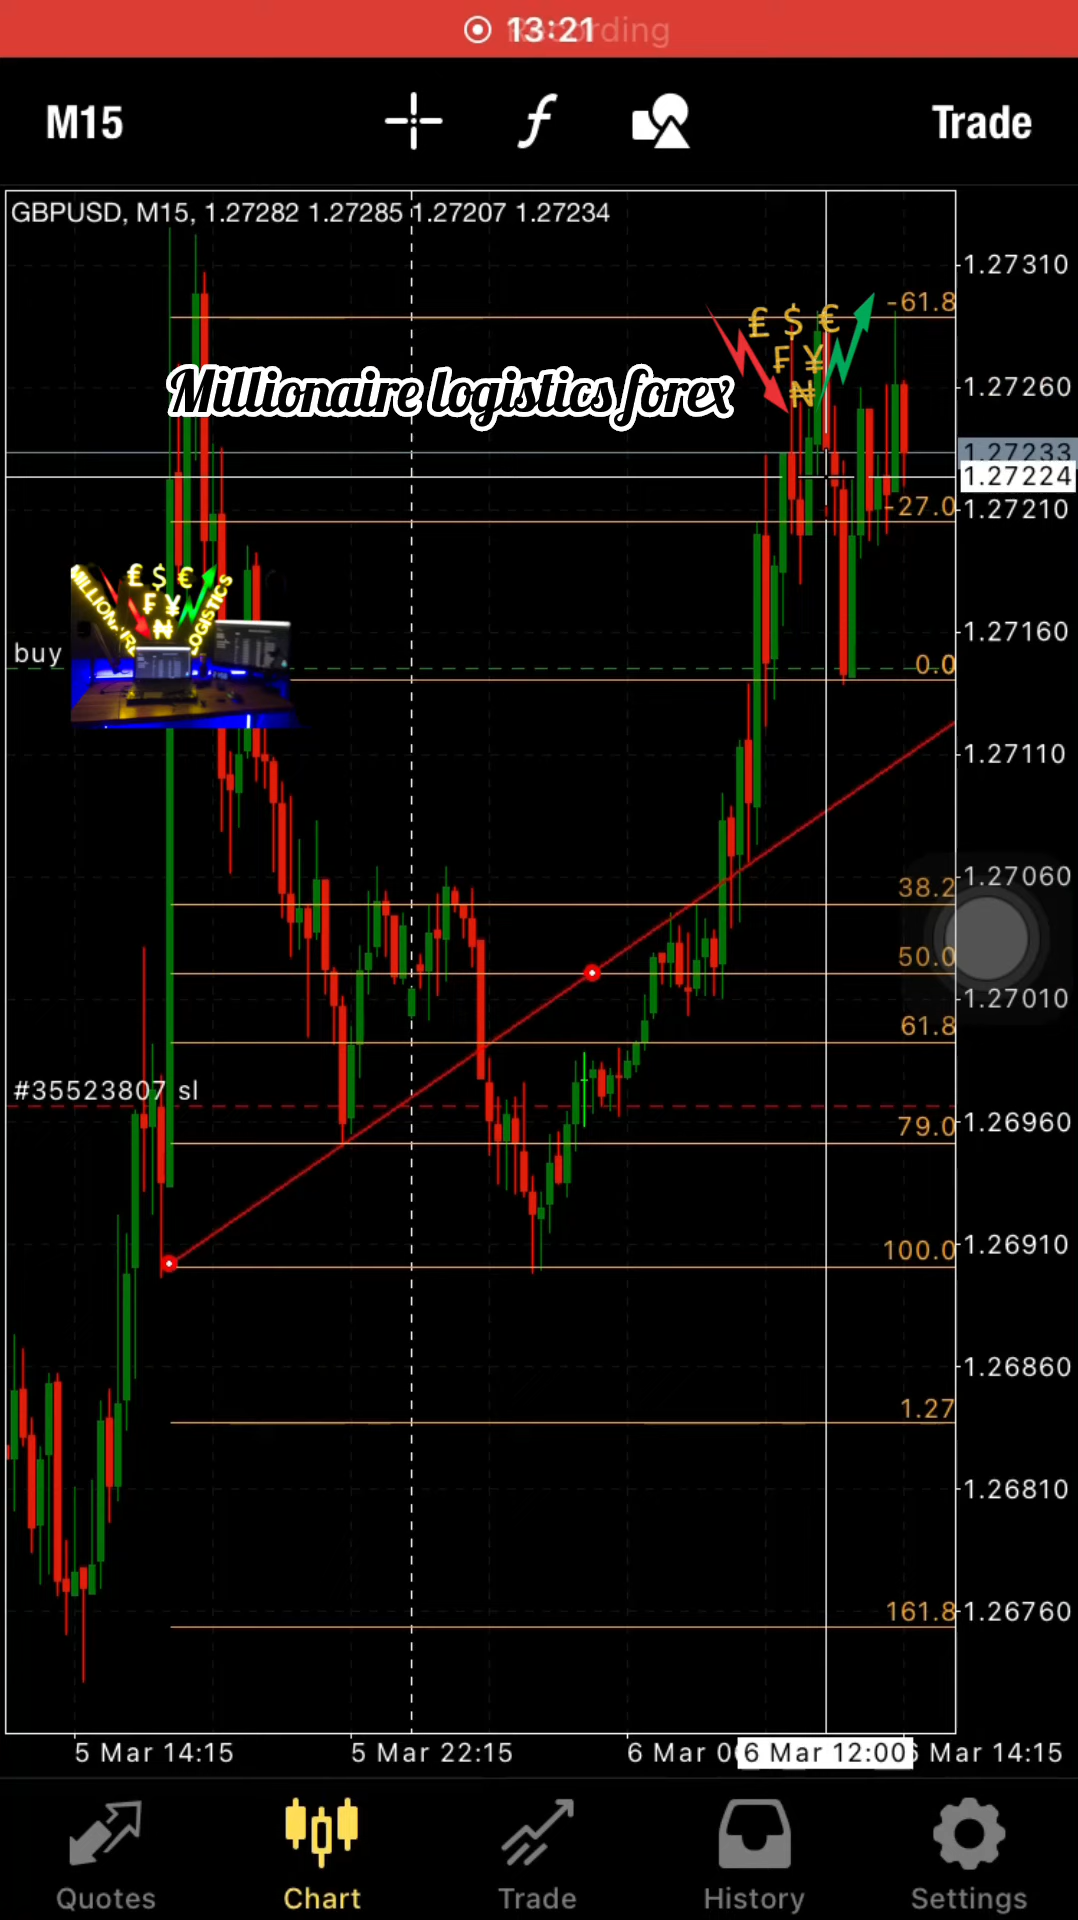 13:21
M15
Trade
GBPUSD, M15, 1.27282 1.27285 1.27207 1.27234
1.27310
-61.8
£ $ €
₣ ¥
₦
Millionaire logistics forex
1.27260
1.27233
1.27224
-27.0
1.27210
£ $ €
₣ ¥
₦
LOGISTICS
1.27160
buy
0.0
1.27110
1.27060
38.2
50.0
1.27010
61.8
#35523807 sl
1.26960
79.0
1.26910
100.0
1.26860
1.27
1.26810
161.8
1.26760
5 Mar 14:15
5 Mar 22:15
6 Mar
6 Mar 12:00
Mar 14:15
Quotes
Chart
Trade
History
Settings